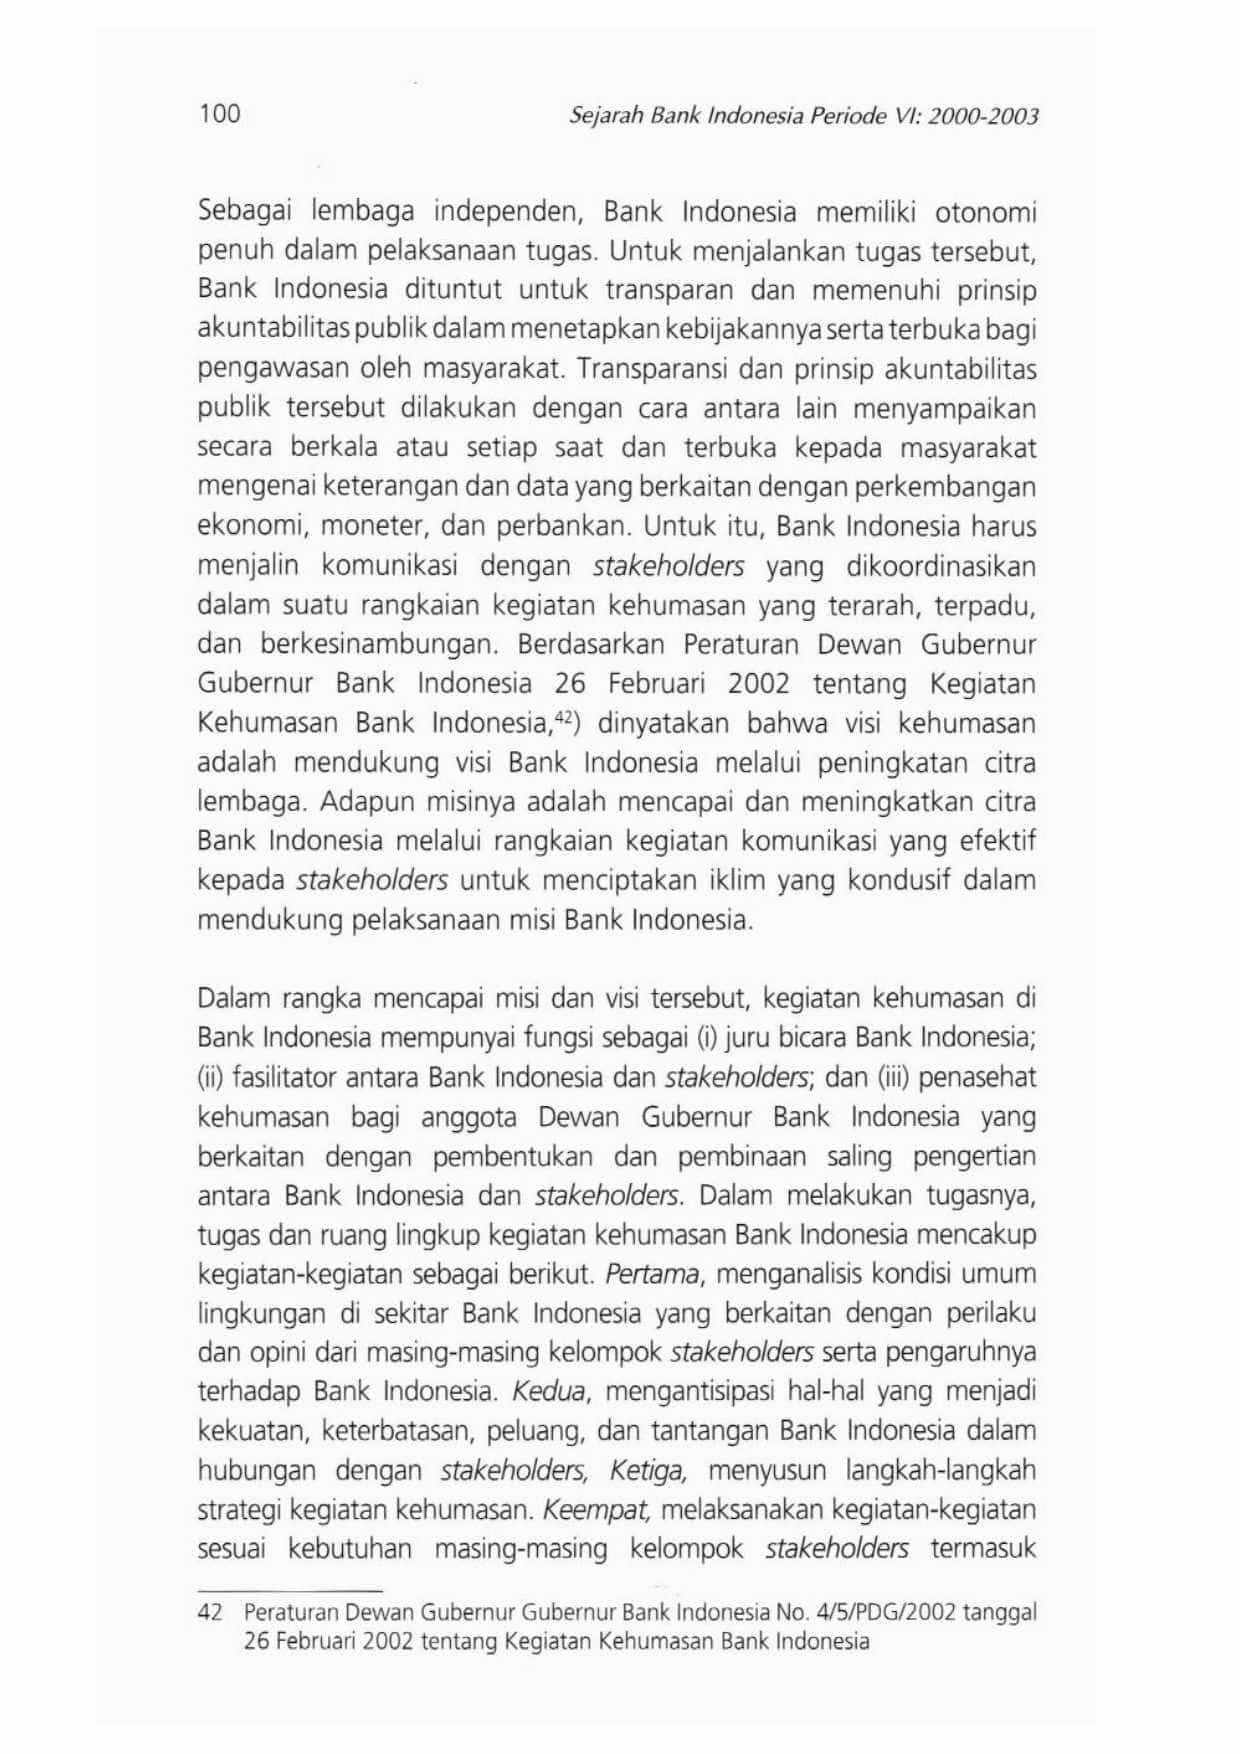 100
Sejarah Bank Indonesia Periode VI: 2000-2003
Sebagai lembaga independen, Bank Indonesia memiliki otonomi
penuh dalam pelaksanaan tugas. Untuk menjalankan tugas tersebut,
Bank Indonesia dituntut untuk transparan dan memenuhi prinsip
akuntabilitas publik dalam menetapkan kebijakannya serta terbuka bagi
pengawasan oleh masyarakat. Transparansi dan prinsip akuntabilitas
publik tersebut dilakukan dengan cara antara lain menyampaikan
secara berkala atau setiap saat dan terbuka kepada masyarakat
mengenai keterangan dan data yang berkaitan dengan perkembangan
ekonomi, moneter, dan perbankan. Untuk itu, Bank Indonesia harus
menjalin komunikasi dengan stakeholders yang dikoordinasikan
dalam suatu rangkaian kegiatan kehumasan yang terarah, terpadu,
dan berkesinambungan. Berdasarkan Peraturan Dewan Gubernur
Gubernur Bank Indonesia 26 Februari 2002 tentang Kegiatan
Kehumasan Bank Indonesia,42) dinyatakan bahwa visi kehumasan
adalah mendukung visi Bank Indonesia melalui peningkatan citra
lembaga. Adapun misinya adalah mencapai dan meningkatkan citra
Bank Indonesia melalui rangkaian kegiatan komunikasi yang efektif
kepada stakeholders untuk menciptakan iklim yang kondusif dalam
mendukung pelaksanaan misi Bank Indonesia.
Dalam rangka mencapai misi dan visi tersebut, kegiatan kehumasan di
Bank Indonesia mempunyai fungsi sebagai (i) juru bicara Bank Indonesia;
(ii) fasilitator antara Bank Indonesia dan stakeholders; dan (iii) penasehat
kehumasan bagi anggota Dewan Gubernur Bank Indonesia yang
berkaitan dengan pembentukan dan pembinaan saling pengertian
antara Bank Indonesia dan stakeholders. Dalam melakukan tugasnya,
tugas dan ruang lingkup kegiatan kehumasan Bank Indonesia mencakup
kegiatan-kegiatan sebagai berikut. Pertama, menganalisis kondisi umum
lingkungan di sekitar Bank Indonesia yang berkaitan dengan perilaku
dan opini dari masing-masing kelompok stakeholders serta pengaruhnya
terhadap Bank Indonesia. Kedua, mengantisipasi hal-hal yang menjadi
kekuatan, keterbatasan, peluang, dan tantangan Bank Indonesia dalam
hubungan dengan stakeholders, Ketiga, menyusun langkah-langkah
strategi kegiatan kehumasan. Keempat, melaksanakan kegiatan-kegiatan
sesuai kebutuhan masing-masing kelompok stakeholders termasuk
42 Peraturan Dewan Gubernur Gubernur Bank Indonesia No. 4/5/PDG/2002 tanggal
26 Februari 2002 tentang Kegiatan Kehumasan Bank Indonesia